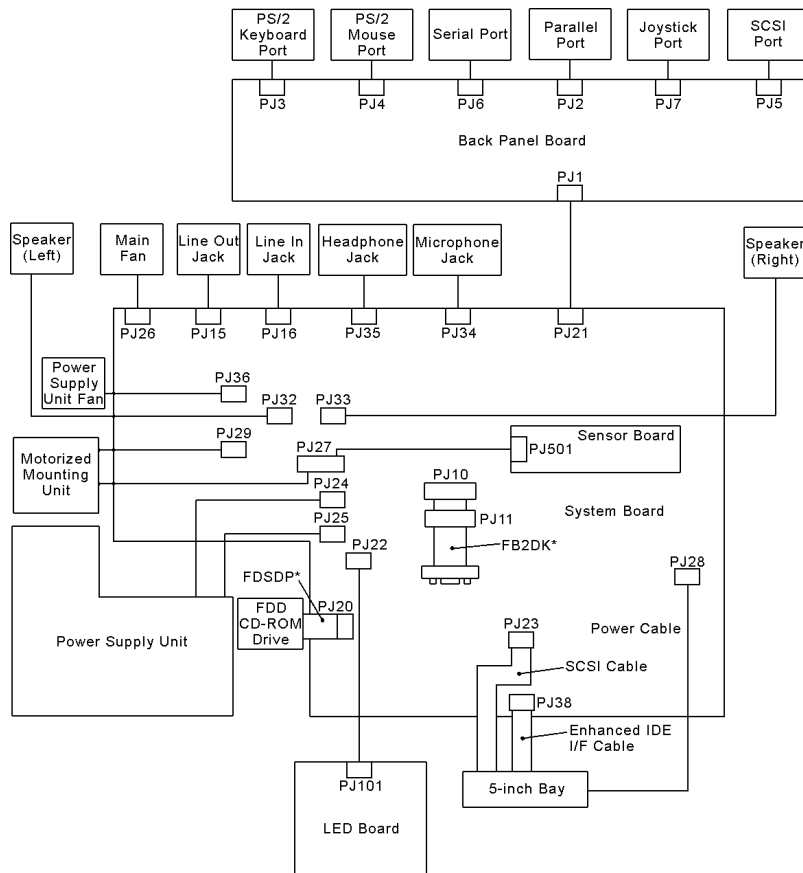 PS/2
Keyboard
Port
PS/2
Mouse
Port
Serial Port
Parallel
Port
Joystick
Port
SCSI
Port
PJ3
PJ4
PJ6
PJ2
PJ7
PJ5
Back Panel Board
PJ1
Speaker
(Left)
Main
Fan
Line Out
Jack
Line In
Jack
Headphone
Jack
Microphone
Jack
Speaker
(Right)
PJ26
PJ15
PJ16
PJ35
PJ34
PJ21
Power
Supply
Unit Fan
PJ36
PJ32
PJ33
PJ29
Motorized
Mounting
Unit
PJ27
Sensor Board
PJ501
PJ24
PJ10
PJ25
PJ11
System Board
PJ22
FB2DK*
PJ28
FDSDP*
FDD
CD-ROM
Drive
PJ20
Power Supply Unit
PJ23
Power Cable
SCSI Cable
PJ38
Enhanced IDE
I/F Cable
PJ101
5-inch Bay
LED Board